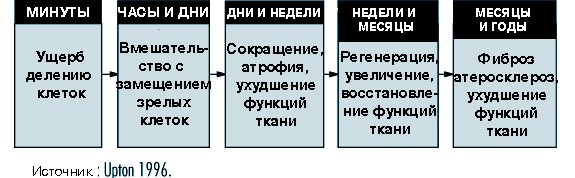 МИНУТЫ
Ущерб
делению
клеток
ЧАСЫ И ДНИ
Вмешатель-
ство с
замещением
зрелых
клеток
ДНИ И НЕДЕЛИ
Сокращение,
атрофия,
ухудшение
функций
ткани
НЕДЕЛИ И
МЕСЯЦЫ
Регенерация,
увеличение,
восстановле-
ние функций
ткани
МЕСЯЦЫ
И ГОДЫ
Фиброз
атеросклероз,
ухудшение
функций
ткани
Источник : Upton 1996.